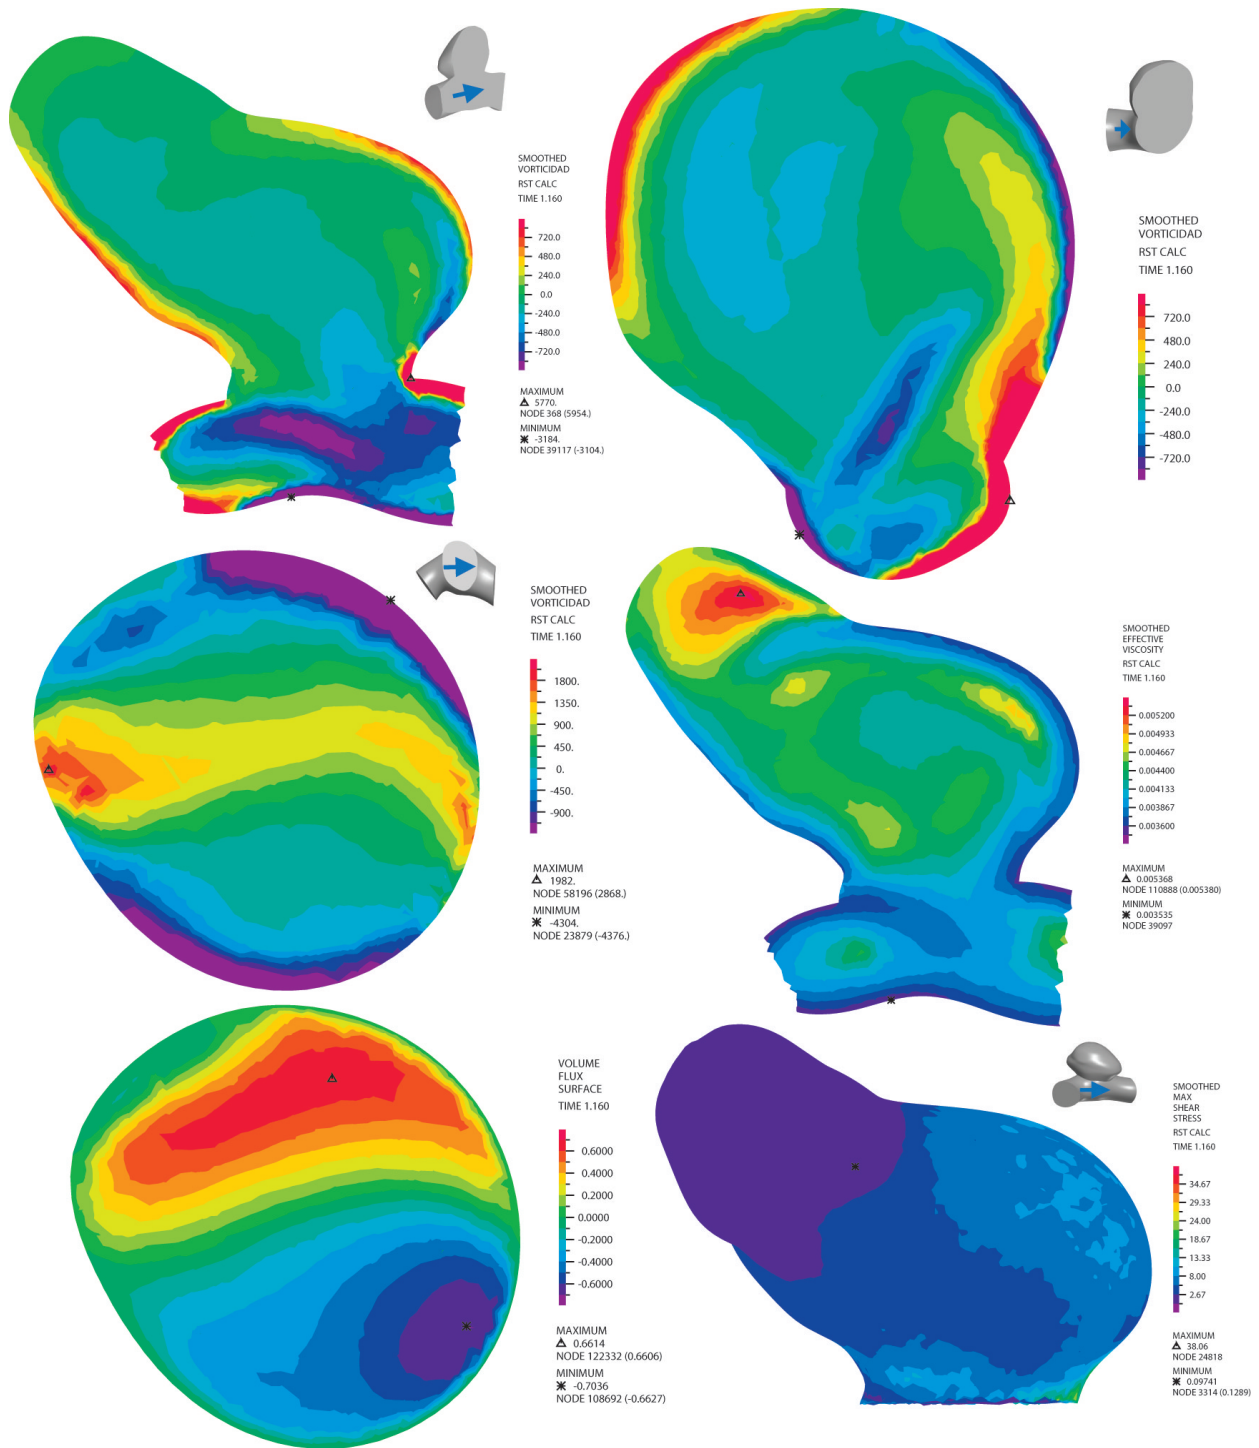 SMOOTHED
VORTICIDAD
RST CALC
TIME 1.160
720.0
480.0
240.0
0.0
-240.0
-480.0
-720.0
MAXIMUM
5770.
NODE 368 (5954.)
MINIMUM
-3184.
NODE 39117 (-3104.)
SMOOTHED
VORTICIDAD
RST CALC
TIME 1.160
720.0
480.0
240.0
0.0
-240.0
-480.0
-720.0
SMOOTHED
VORTICIDAD
RST CALC
TIME 1.160
1800.
1350.
900.
450.
0.
-450.
-900.
MAXIMUM
1982.
NODE 58196 (2868.)
MINIMUM
-4304.
NODE 23879 (-4376.)
SMOOTHED
EFFECTIVE
VISCOSITY
RST CALC
TIME 1.160
0.005200
0.004933
0.004667
0.004400
0.004133
0.003867
0.003600
MAXIMUM
0.005368
NODE 110888 (0.005380)
MINIMUM
0.003535
NODE 39097
VOLUME
FLUX
SURFACE
TIME 1.160
0.6000
0.4000
0.2000
0.0000
-0.2000
-0.4000
-0.6000
MAXIMUM
0.6614
NODE 122332 (0.6606)
MINIMUM
-0.7036
NODE 108692 (-0.6627)
SMOOTHED
MAX
SHEAR
STRESS
RST CALC
TIME 1.160
34.67
29.33
24.00
18.67
13.33
8.00
2.67
MAXIMUM
38.06
NODE 24818
MINIMUM
0.09741
NODE 3314 (0.1289)